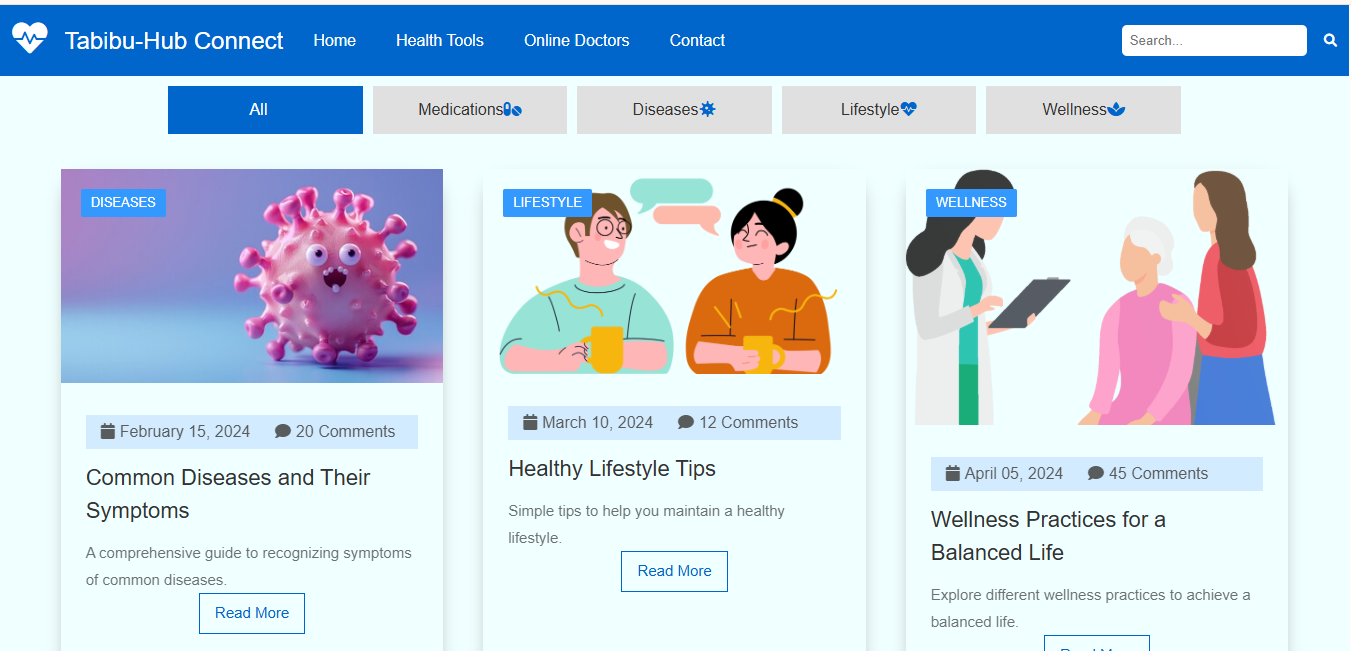 Tabibu-Hub Connect Home Health Tools Online Doctors Contact Search...
All Medications Diseases Lifestyle Wellness
DISEASES
February 15, 2024 20 Comments
Common Diseases and Their
Symptoms
A comprehensive guide to recognizing symptoms
of common diseases.
Read More
LIFESTYLE
March 10, 2024 12 Comments
Healthy Lifestyle Tips
Simple tips to help you maintain a healthy
lifestyle.
Read More
WELLNESS
April 05, 2024 45 Comments
Wellness Practices for a
Balanced Life
Explore different wellness practices to achieve a
balanced life.
Read More